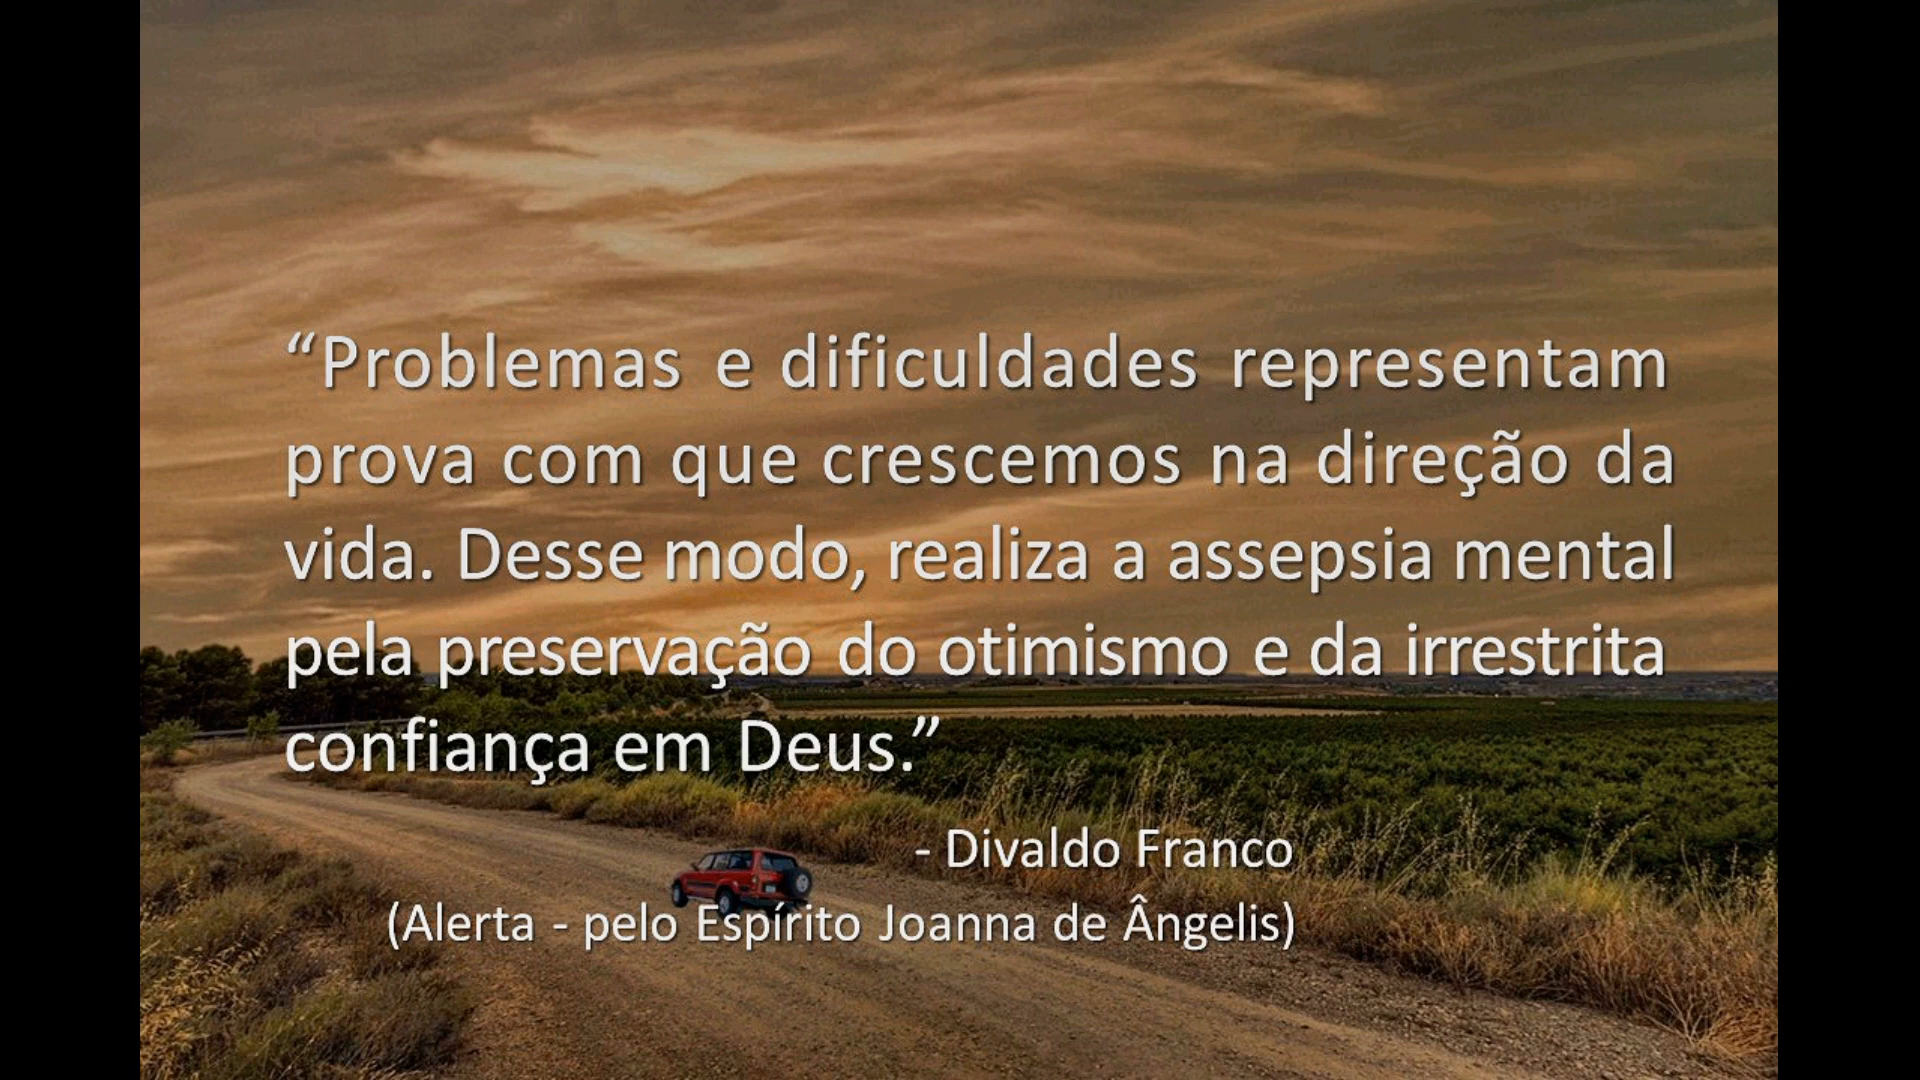 “Problemas e dificuldades representam
prova com que crescemos na direção da
vida. Desse modo, realiza a assepsia mental
pela preservação do otimismo e da irrestrita
confiança em Deus.”
- Divaldo Franco
(Alerta - pelo Espírito Joanna de Ângelis)